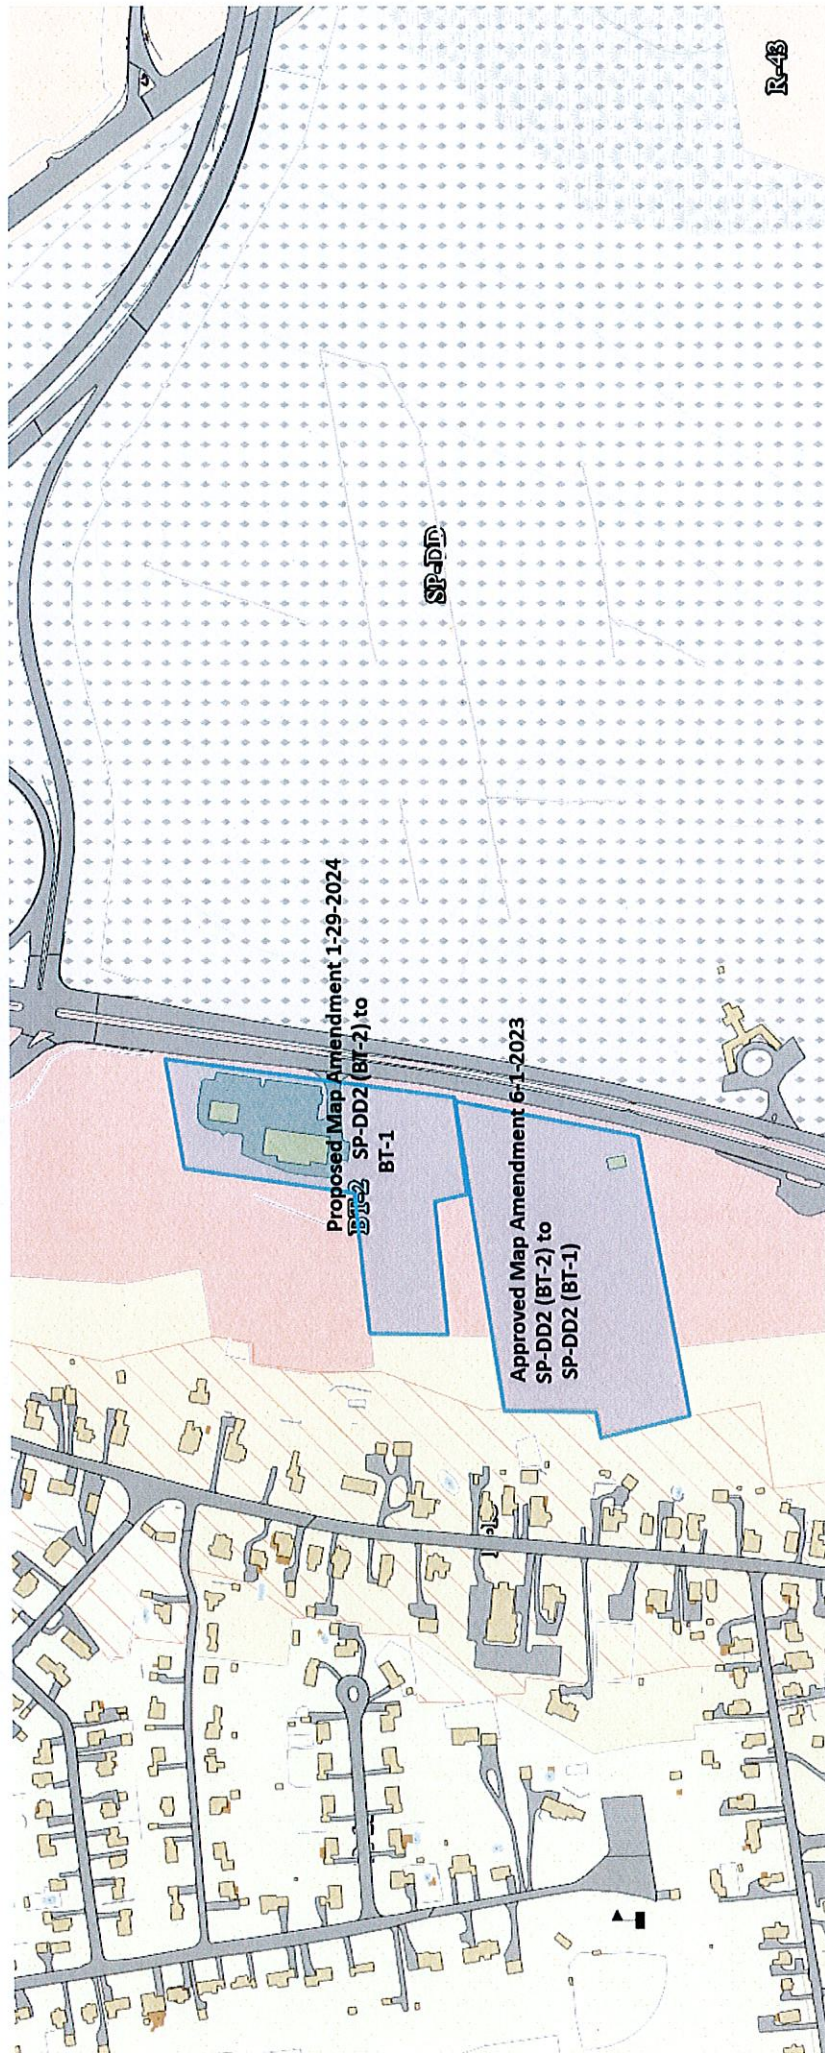 R-43
SP-DD
Proposed Map Amendment 1-29-2024
BT-2 SP-DD2 (BT-2) to
BT-1
Approved Map Amendment 6-1-2023
SP-DD2 (BT-2) to
SP-DD2 (BT-1)